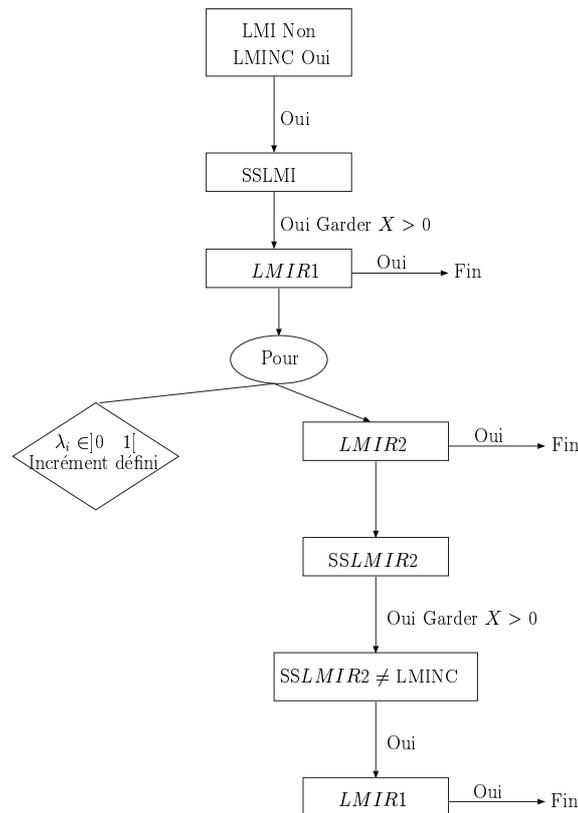 LMI Non
LMINC Oui
Oui
SSLMI
Oui Garder X > 0
LMIR1
Oui
Fin
Pour
λ_i ∈]0 1[
Incrément défini
LMIR2
Oui
Fin
SSLMIR2
Oui Garder X > 0
SSLMIR2 ≠ LMINC
Oui
LMIR1
Oui
Fin